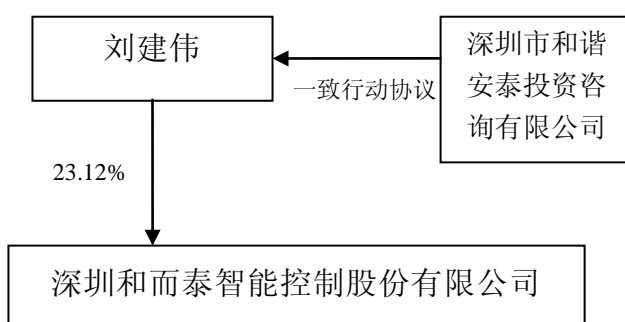 刘建伟
深圳市和谐
安泰投资咨
询有限公司
一致行动协议
23.12%
深圳和而泰智能控制股份有限公司